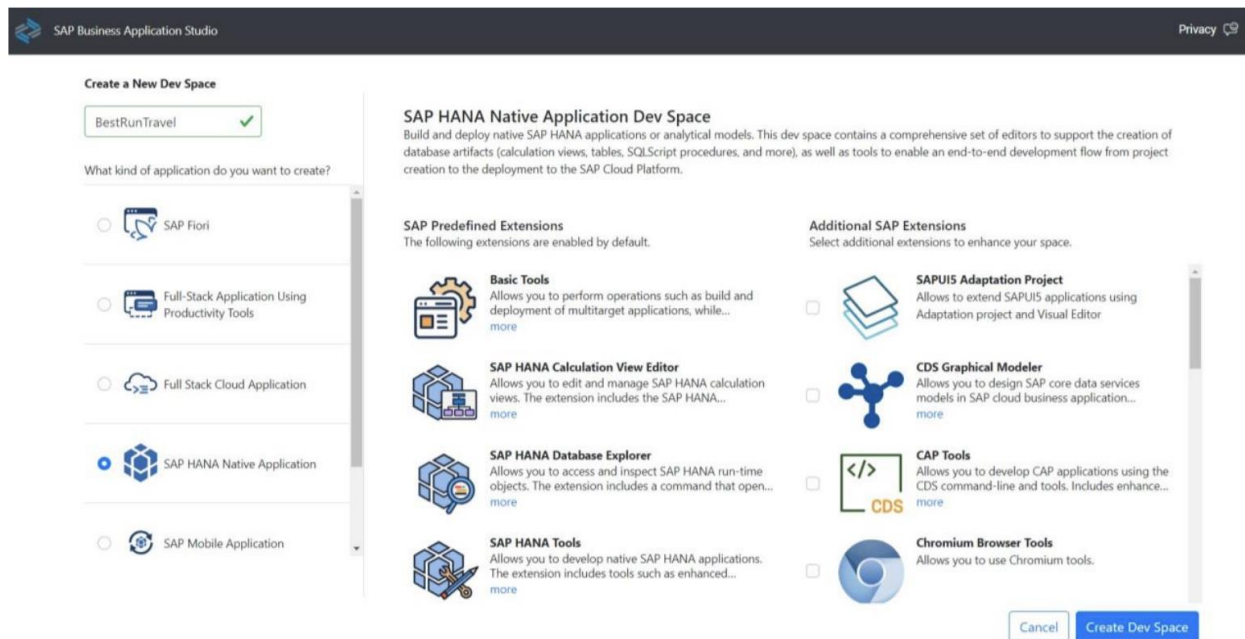 SAP Business Application Studio
Privacy
Create a New Dev Space
BestRunTravel
What kind of application do you want to create?
SAP Fiori
Full-Stack Application Using
Productivity Tools
Full Stack Cloud Application
SAP HANA Native Application
SAP Mobile Application
SAP HANA Native Application Dev Space
Build and deploy native SAP HANA applications or analytical models. This dev space contains a comprehensive set of editors to support the creation of
database artifacts (calculation views, tables, SQLScript procedures, and more), as well as tools to enable an end-to-end development flow from project
creation to the deployment to the SAP Cloud Platform.
SAP Predefined Extensions
The following extensions are enabled by default.
Basic Tools
Allows you to perform operations such as build and
deployment of multitarget applications, while...
more
SAP HANA Calculation View Editor
Allows you to edit and manage SAP HANA calculation
views. The extension includes the SAP HANA...
more
SAP HANA Database Explorer
Allows you to access and inspect SAP HANA run-time
objects. The extension includes a command that open...
more
SAP HANA Tools
Allows you to develop native SAP HANA applications.
The extension includes tools such as enhanced...
more
Additional SAP Extensions
Select additional extensions to enhance your space.
SAPUI5 Adaptation Project
Allows to extend SAPUI5 applications using
Adaptation project and Visual Editor
CDS Graphical Modeler
Allows you to design SAP core data services
models in SAP cloud business application...
more
</>
CDS
CAP Tools
Allows you to develop CAP applications using the
CDS command-line and tools. Includes enhance...
more
Chromium Browser Tools
Allows you to use Chromium tools.
Cancel
Create Dev Space